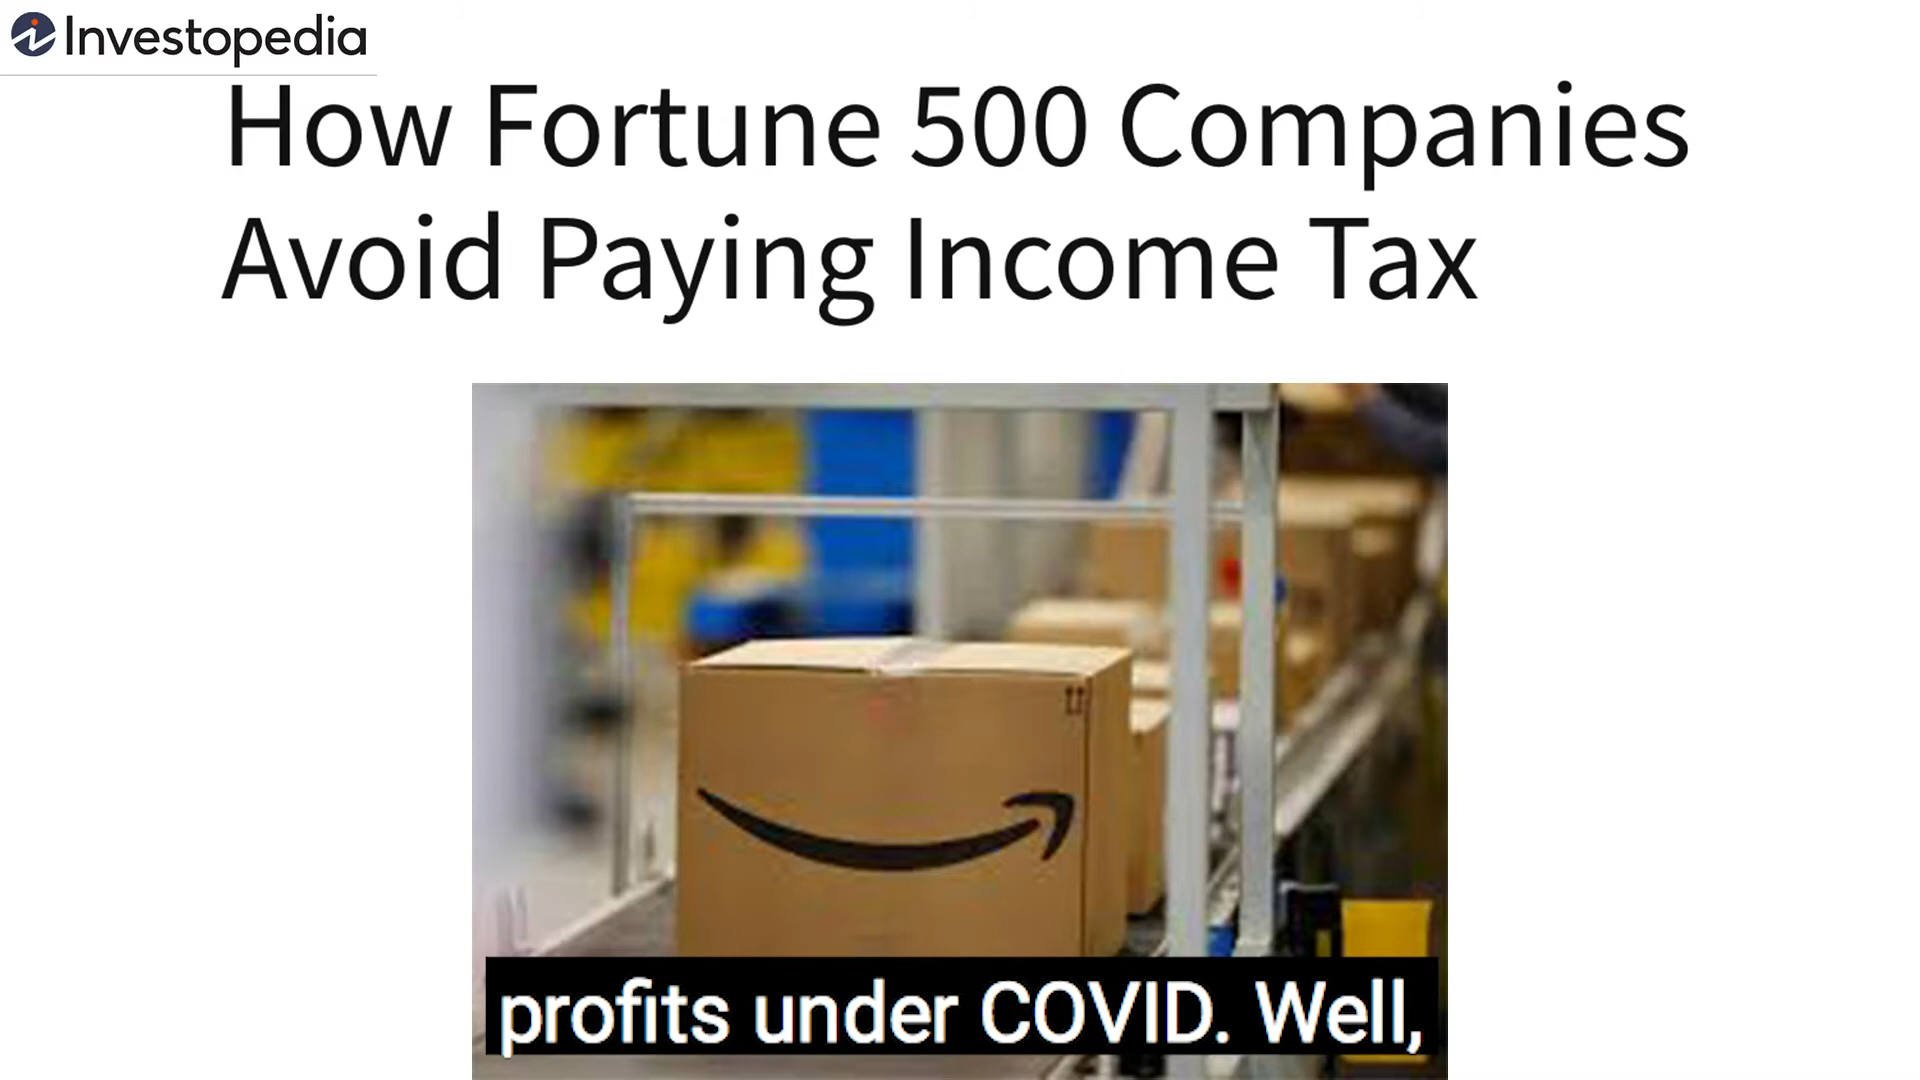 Investopedia
How Fortune 500 Companies
Avoid Paying Income Tax
profits under COVID. Well,